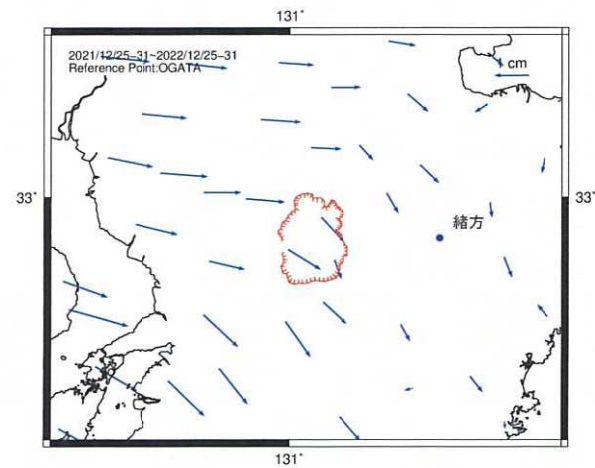 131°
2021/12/25-31~2022/12/25-31
Reference Point:OGATA
cm
33°
33°
緒方
131°